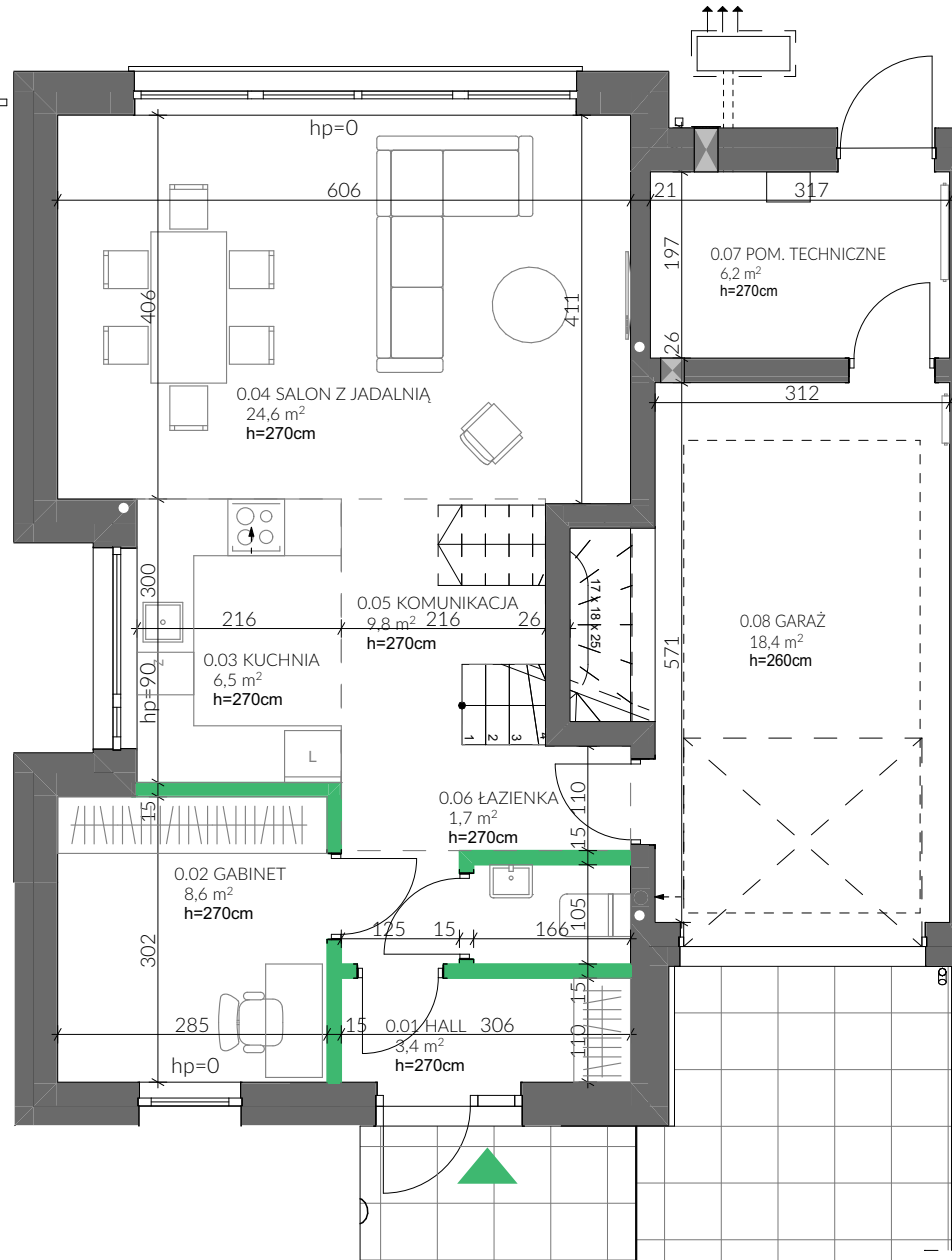 hp=0
606
21
317
197
0.07 POM. TECHNICZNE
6,2 m²
h=270cm
406
411
26
312
0.04 SALON Z JADALNIĄ
24,6 m²
h=270cm
300
17 x 18 x 25
0.05 KOMUNIKACJA
9,8 m²
h=270cm
216
216
26
571
0.08 GARAŻ
18,4 m²
h=260cm
0.03 KUCHNIA
6,5 m²
h=270cm
Z
hp=90
1
2
3
4
L
15
0.06 ŁAZIENKA
1,7 m²
h=270cm
110
15
0.02 GABINET
8,6 m²
h=270cm
302
125
15
166
105
15
285
15
0.01 HALL
3,4 m²
h=270cm
306
110
hp=0